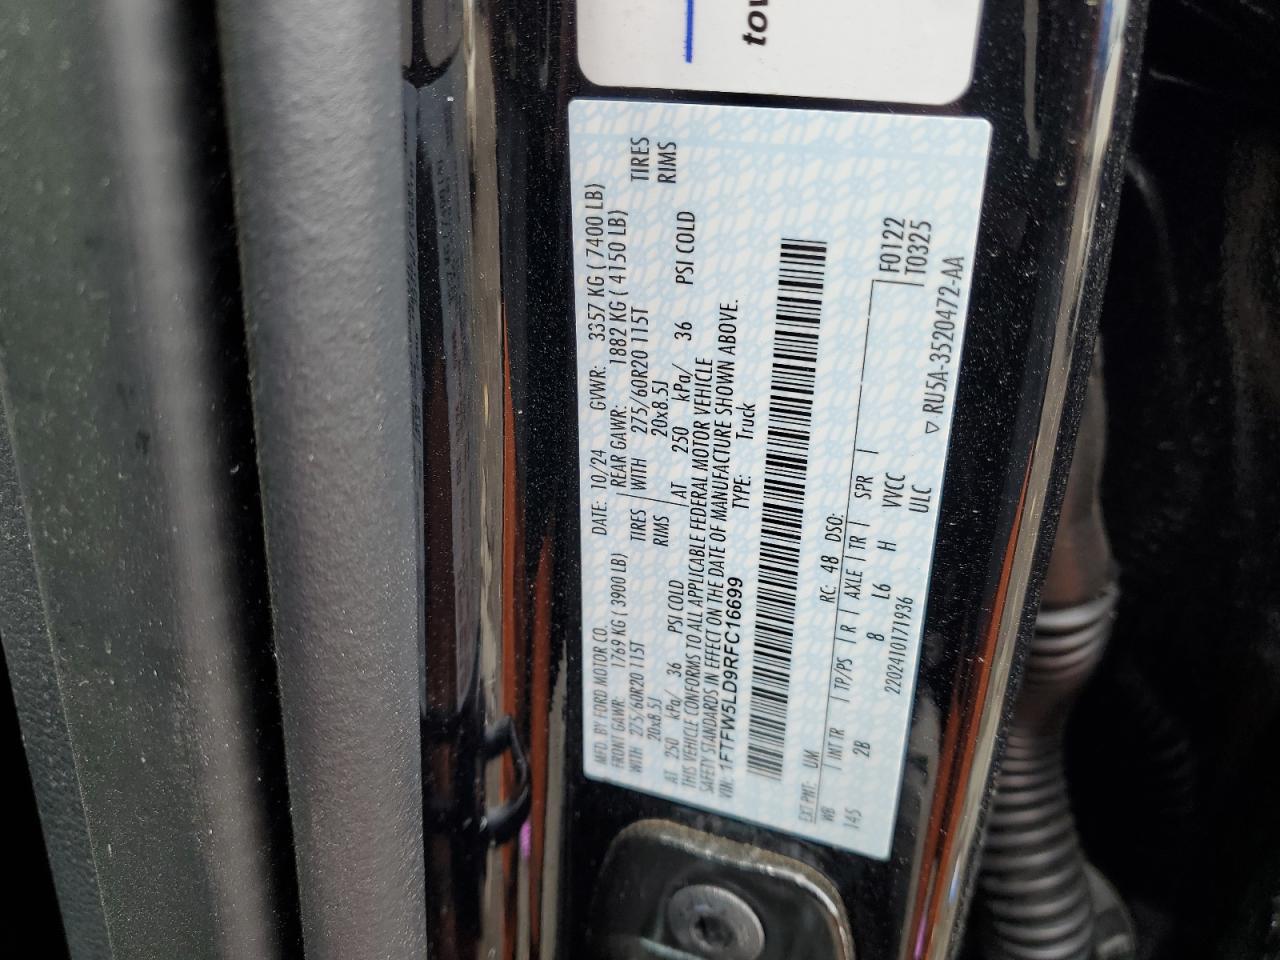 tow
MFD. BY FORD MOTOR CO.
DATE: 10/24 GVWR: 3357 KG ( 7400 LB)
FRONT GAWR: 1769 KG ( 3900 LB)
REAR GAWR: 1882 KG ( 4150 LB)
WITH 275/60R20 115T TIRES
WITH 275/60R20 115T TIRES
20x8.5J RIMS
20x8.5J RIMS
AT 250 kPa/ 36 PSI COLD
AT 250 kPa/ 36 PSI COLD
THIS VEHICLE CONFORMS TO ALL APPLICABLE FEDERAL MOTOR VEHICLE
SAFETY STANDARDS IN EFFECT ON THE DATE OF MANUFACTURE SHOWN ABOVE.
VIN: 1FTFW5LD9RFC16699 TYPE: Truck
EXT PNT: UM RC: 48 DSO: F0122
WB INT TR TP/PS R AXLE TR SPR T0325
145 2B 8 L6 H VVCC
ULC
220241017 1936
▽ RU5A-3520472-AA